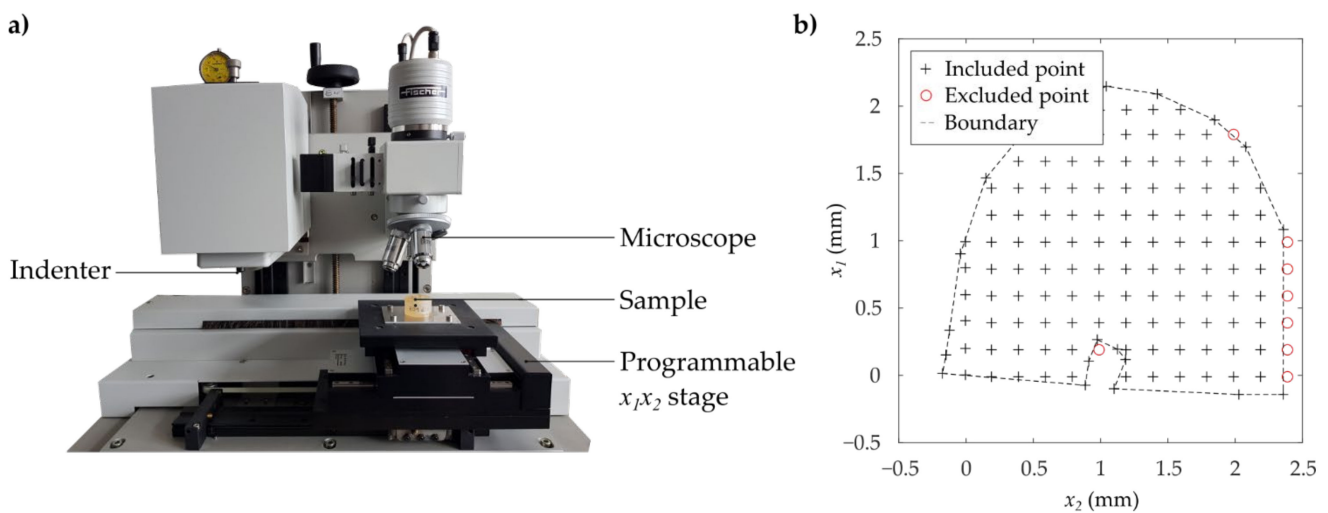 a)
fischer
Indenter
Microscope
Sample
Programmable
x₁x₂ stage
b)
2.5
2
1.5
1
0.5
0
−0.5
x₁ (mm)
Included point
Excluded point
Boundary
−0.5 0 0.5 1 1.5 2 2.5
x₂ (mm)